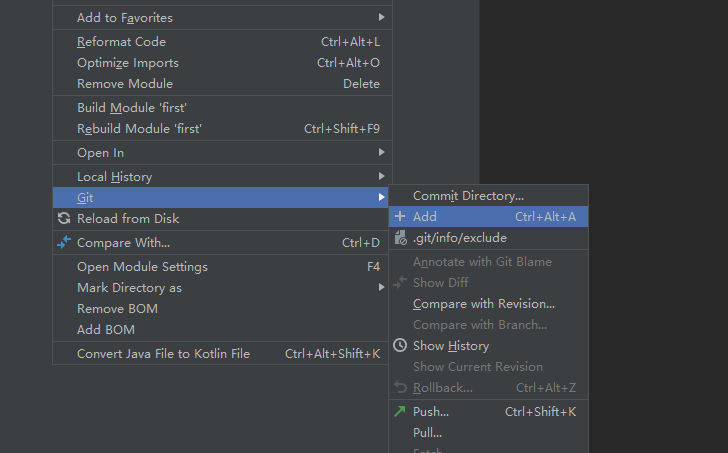 Add to Favorites
Reformat Code Ctrl+Alt+L
Optimize Imports Ctrl+Alt+O
Remove Module Delete
Build Module 'first'
Rebuild Module 'first' Ctrl+Shift+F9
Open In
Local History
Git
Reload from Disk
Compare With... Ctrl+D
Open Module Settings F4
Mark Directory as
Remove BOM
Add BOM
Convert Java File to Kotlin File Ctrl+Alt+Shift+K
Commit Directory...
Add Ctrl+Alt+A
.git/info/exclude
Annotate with Git Blame
Show Diff
Compare with Revision...
Compare with Branch...
Show History
Show Current Revision
Rollback... Ctrl+Alt+Z
Push... Ctrl+Shift+K
Pull...